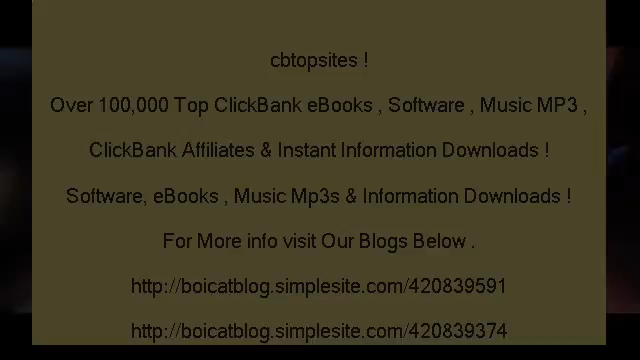 cbtopsites !
Over 100,000 Top ClickBank eBooks , Software , Music MP3 ,
ClickBank Affiliates & Instant Information Downloads !
Software, eBooks , Music Mp3s & Information Downloads !
For More info visit Our Blogs Below .
http://boicatblog.simplesite.com/420839591
http://boicatblog.simplesite.com/420839374